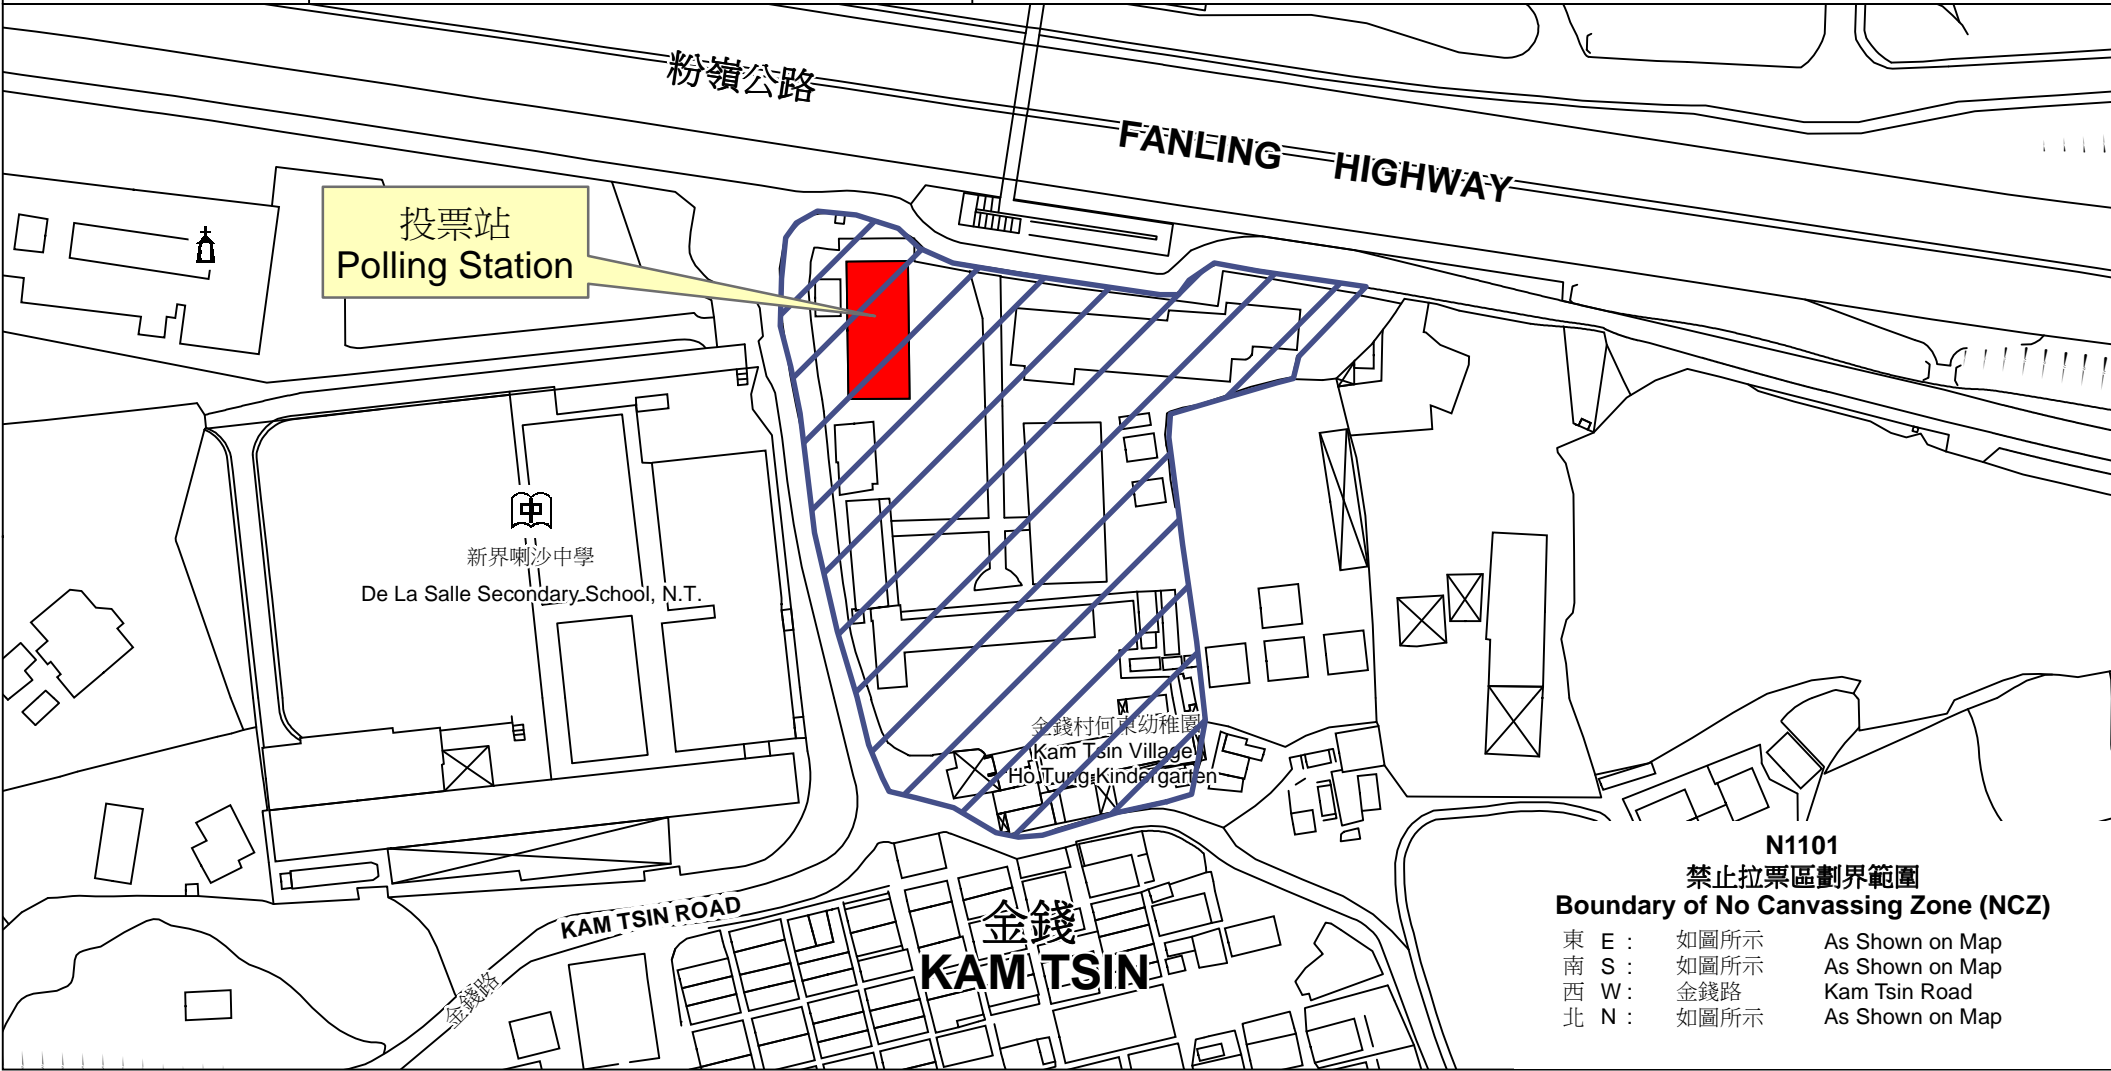 粉嶺公路
FANLING HIGHWAY
投票站
Polling Station
中
新界喇沙中學
De La Salle Secondary School, N.T.
金錢村何東幼稚園
Kam Tsin Village
Ho Tung Kindergarten
KAM TSIN ROAD
金錢路
金錢
KAM TSIN
N1101
禁止拉票區劃界範圍
Boundary of No Canvassing Zone (NCZ)
東 E : 如圖所示 As Shown on Map
南 S : 如圖所示 As Shown on Map
西 W : 金錢路 Kam Tsin Road
北 N : 如圖所示 As Shown on Map